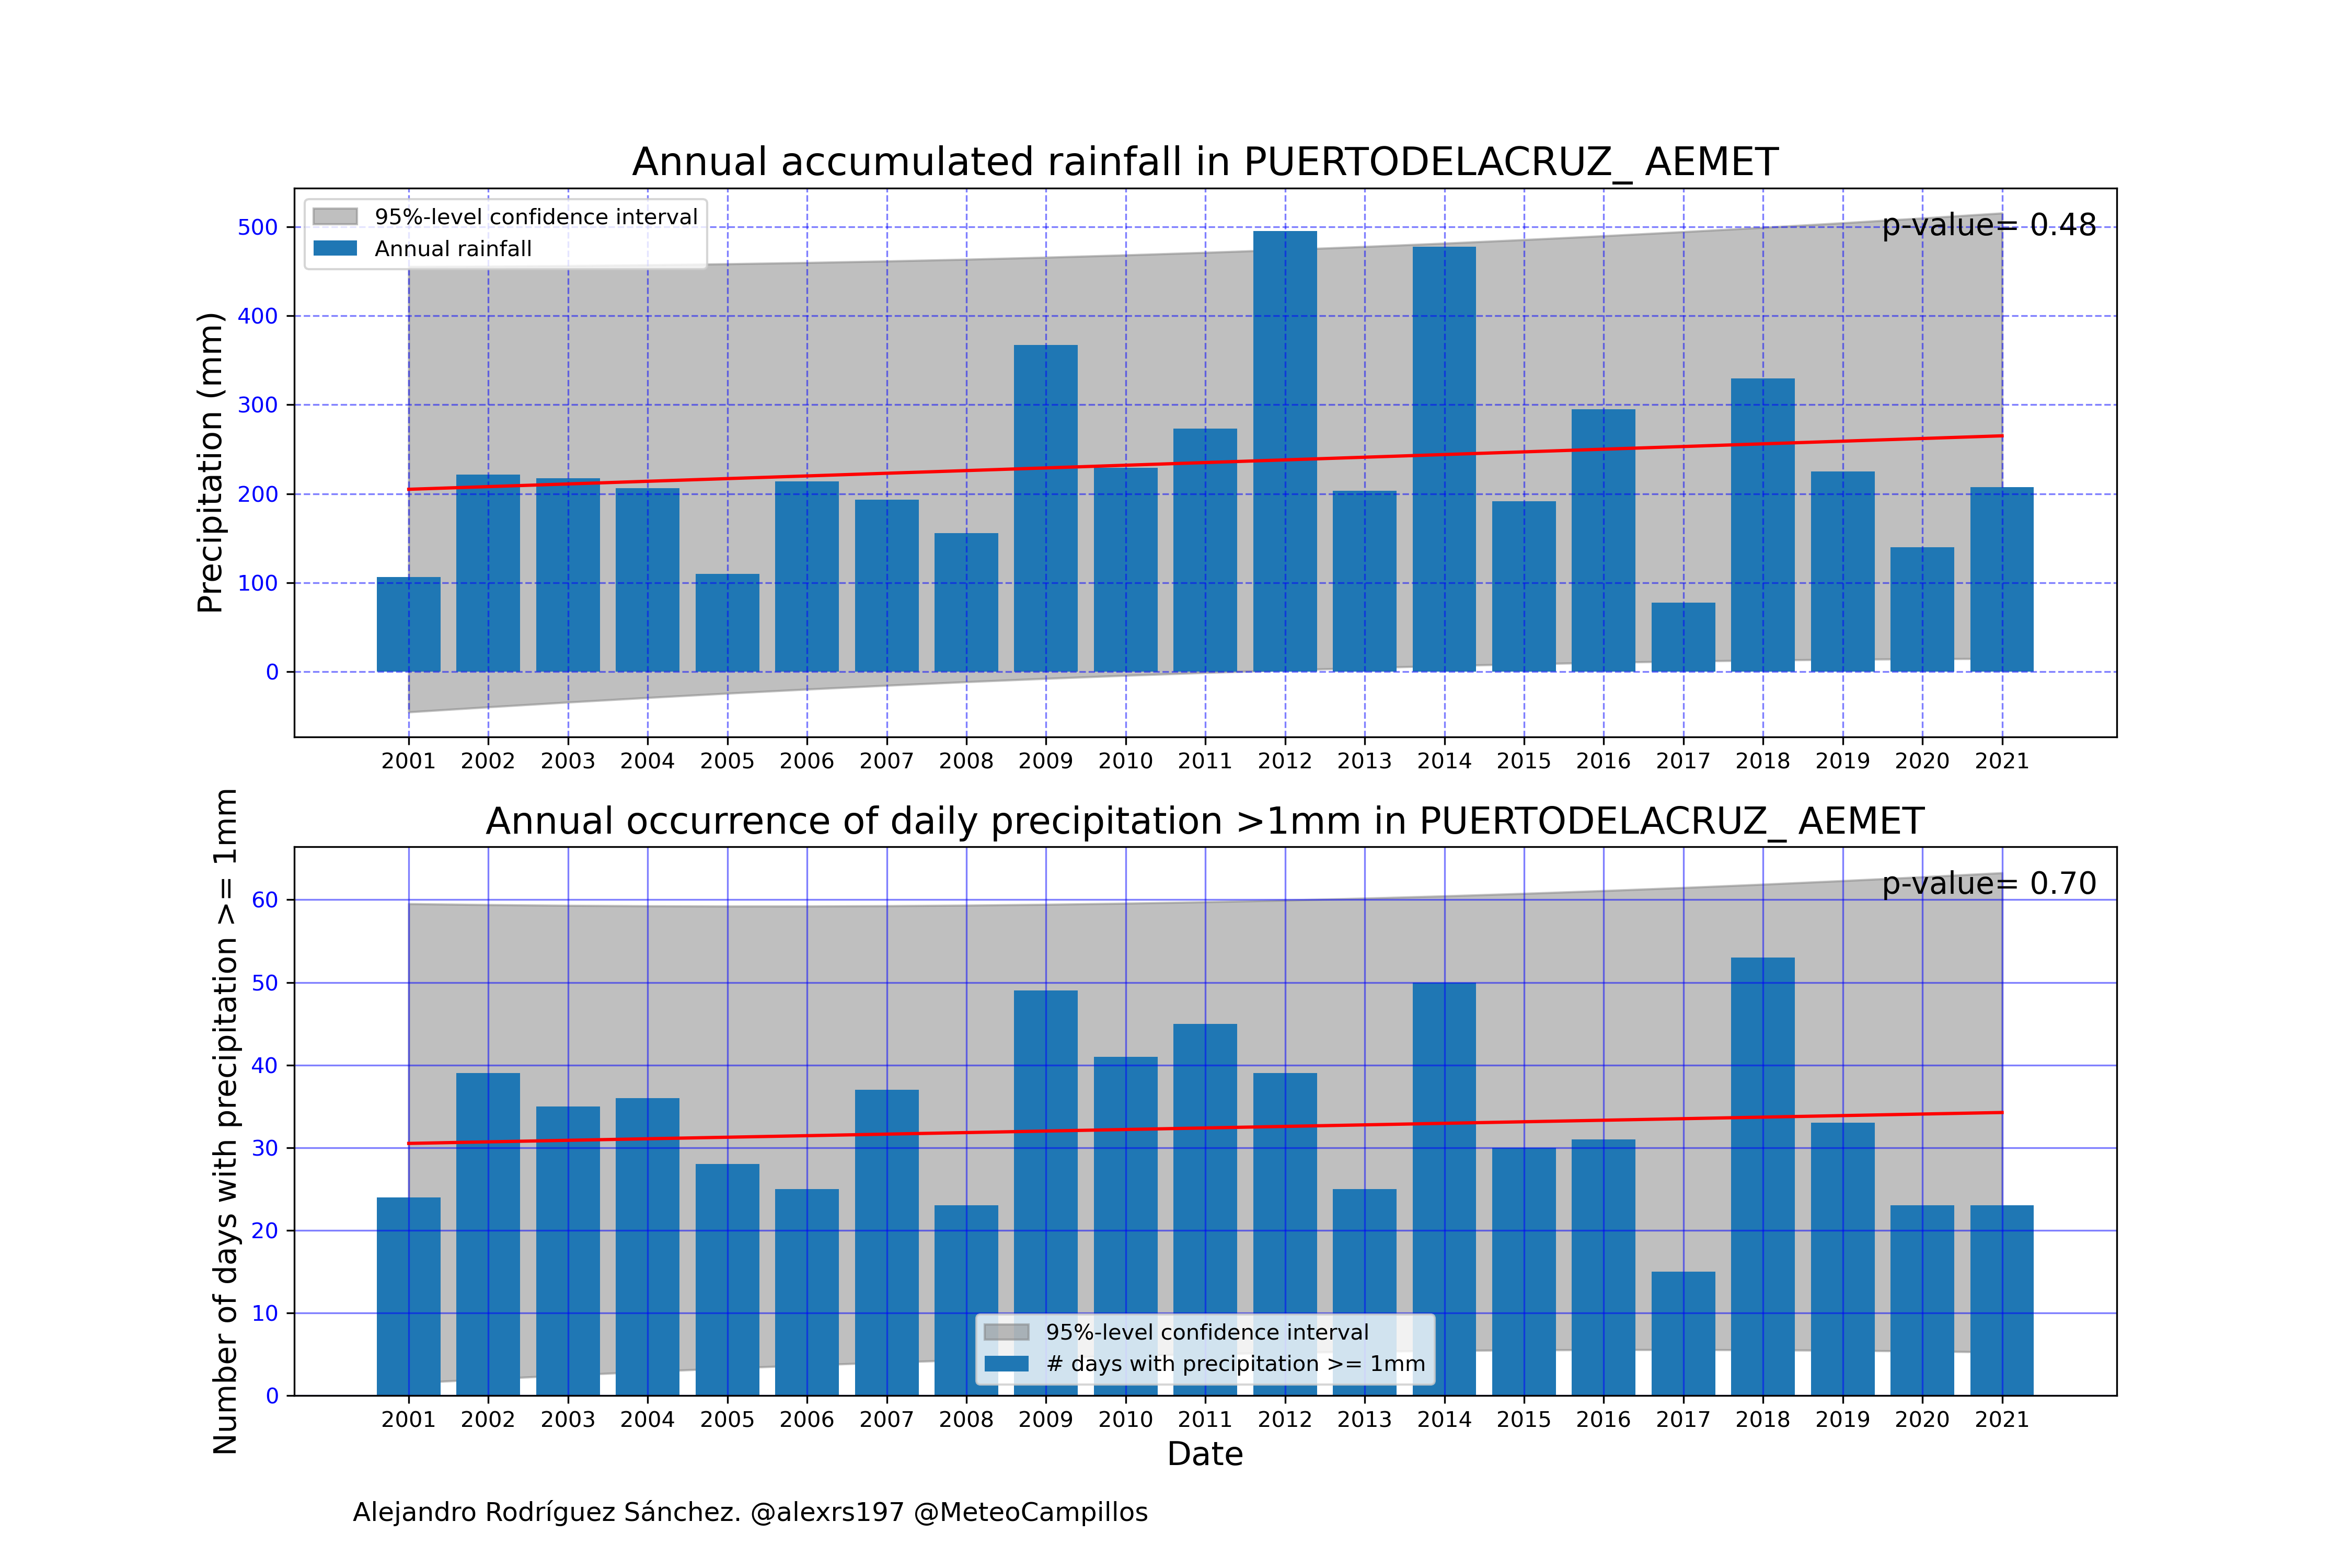 Annual accumulated rainfall in PUERTODELACRUZ_ AEMET
95%-level confidence interval
Annual rainfall
p-value= 0.48
Precipitation (mm)
500
400
300
200
100
0
2001 2002 2003 2004 2005 2006 2007 2008 2009 2010 2011 2012 2013 2014 2015 2016 2017 2018 2019 2020 2021
Annual occurrence of daily precipitation >1mm in PUERTODELACRUZ_ AEMET
p-value= 0.70
Number of days with precipitation >= 1mm
60
50
40
30
20
10
0
95%-level confidence interval
# days with precipitation >= 1mm
2001 2002 2003 2004 2005 2006 2007 2008 2009 2010 2011 2012 2013 2014 2015 2016 2017 2018 2019 2020 2021
Date
Alejandro Rodríguez Sánchez. @alexrs197 @MeteoCampillos